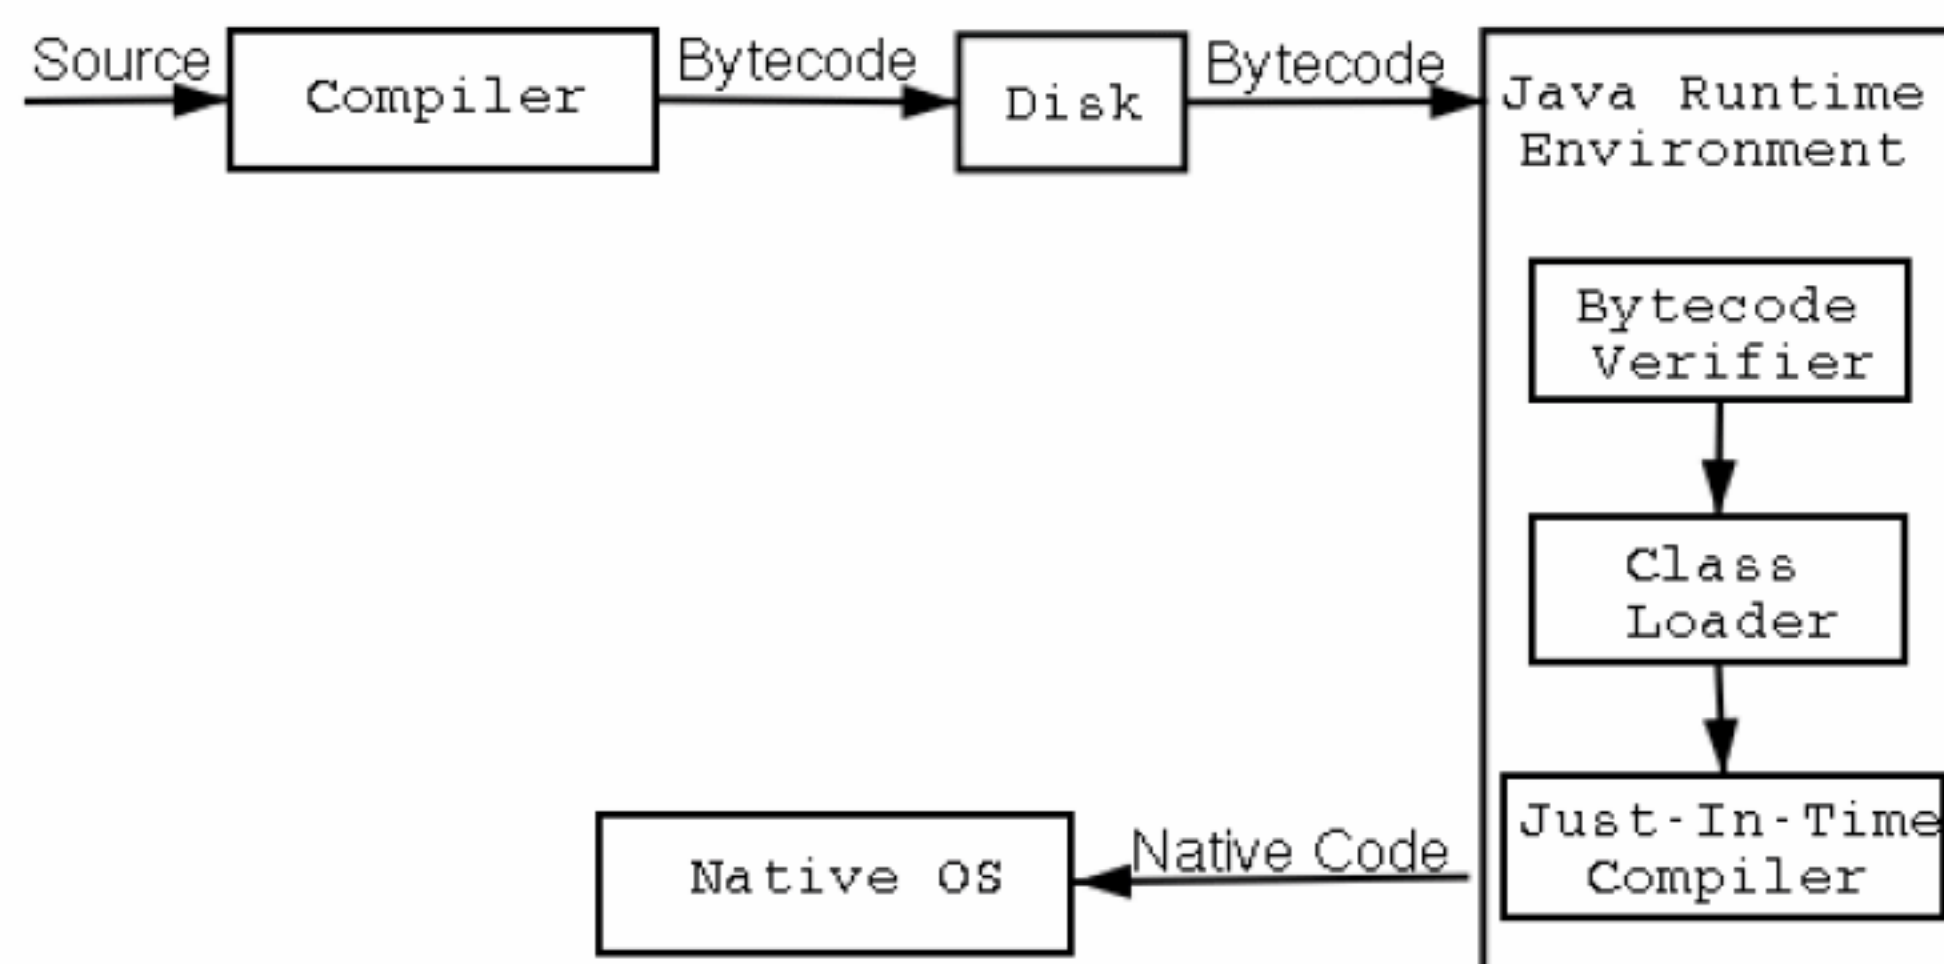 Source
Compiler
Bytecode
Disk
Bytecode
Java Runtime
Environment
Bytecode
Verifier
Class
Loader
Just-In-Time
Compiler
Native Code
Native OS